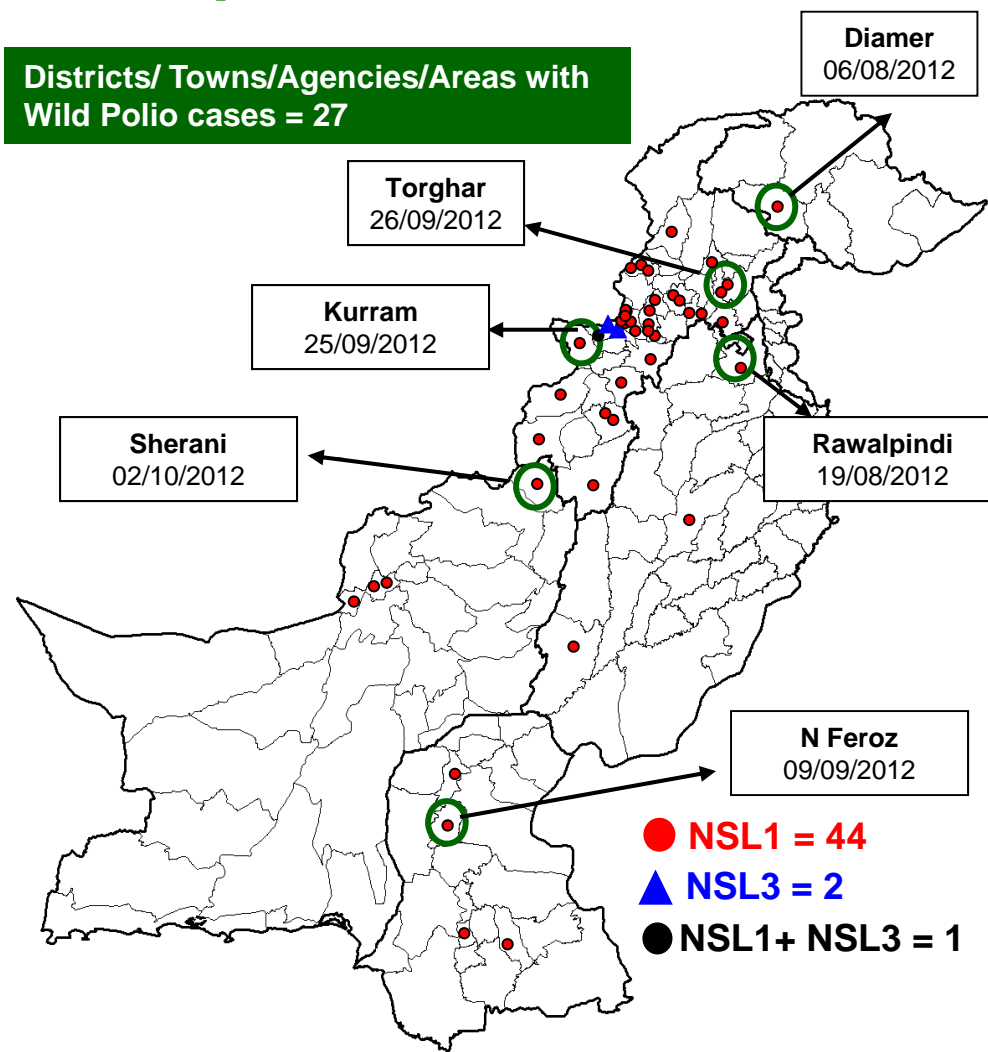 Diamer
06/08/2012
Districts/ Towns/Agencies/Areas with
Wild Polio cases = 27
Torghar
26/09/2012
Kurram
25/09/2012
Sherani
02/10/2012
Rawalpindi
19/08/2012
N Feroz
09/09/2012
NSL1 = 44
NSL3 = 2
NSL1+ NSL3 = 1